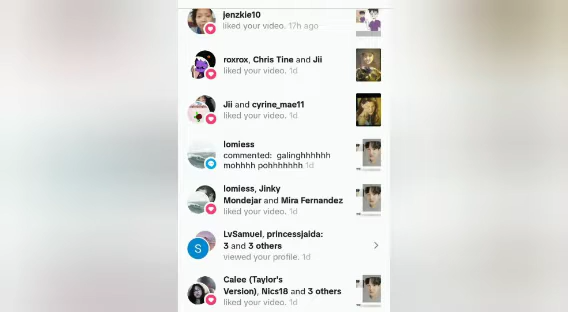 jenzkie10
liked your video. 17h ago
roxrox, Chris Tine and Jii
liked your video. 1d
Jii and cyrine_mae11
liked your video. 1d
lomiess
commented: galinghhhhhh
mohhhh pohhhhhhh 1d
lomiess, Jinky
Mondejar and Mira Fernandez
liked your video. 1d
LvSamuel, princessjalda:
3 and 3 others
viewed your profile. 1d
S
Calee (Taylor's
Version), Nics18 and 3 others
liked your video. 1d